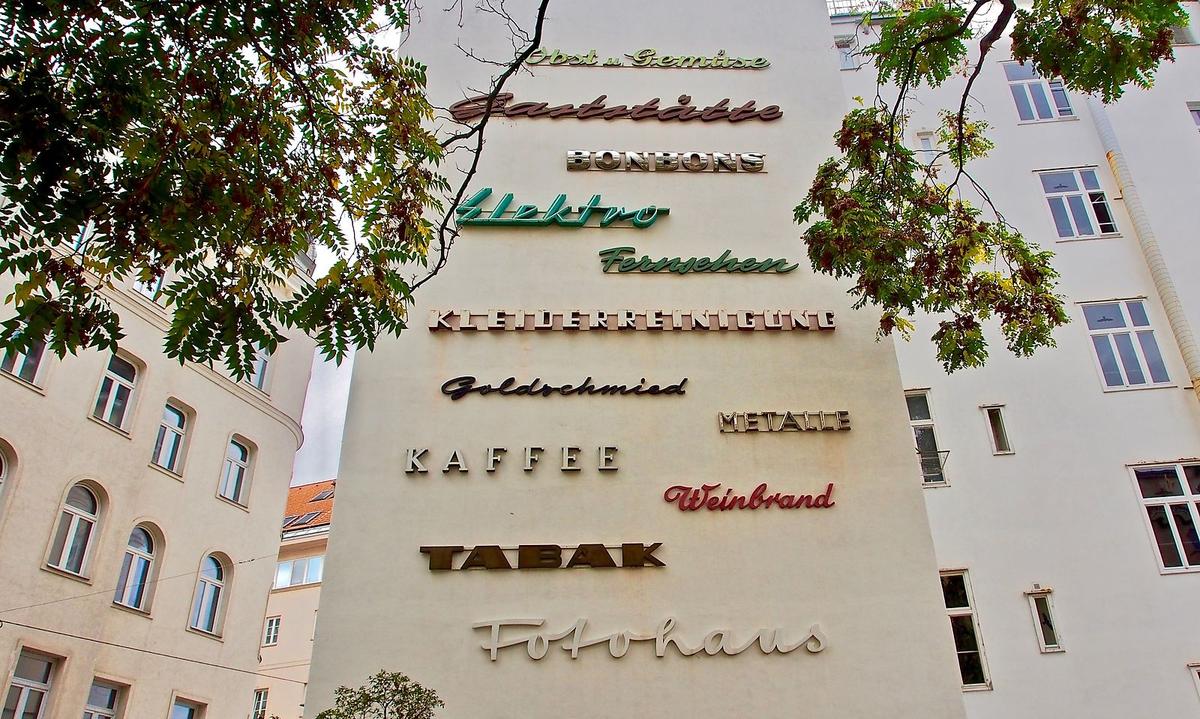 Obst u Gemüse
Gaststätte
BONBONS
Elektro
Fernsehen
KLEIDERREINIGUNG
Goldschmied
METALLE
KAFFEE
Weinbrand
TABAK
Fotohaus